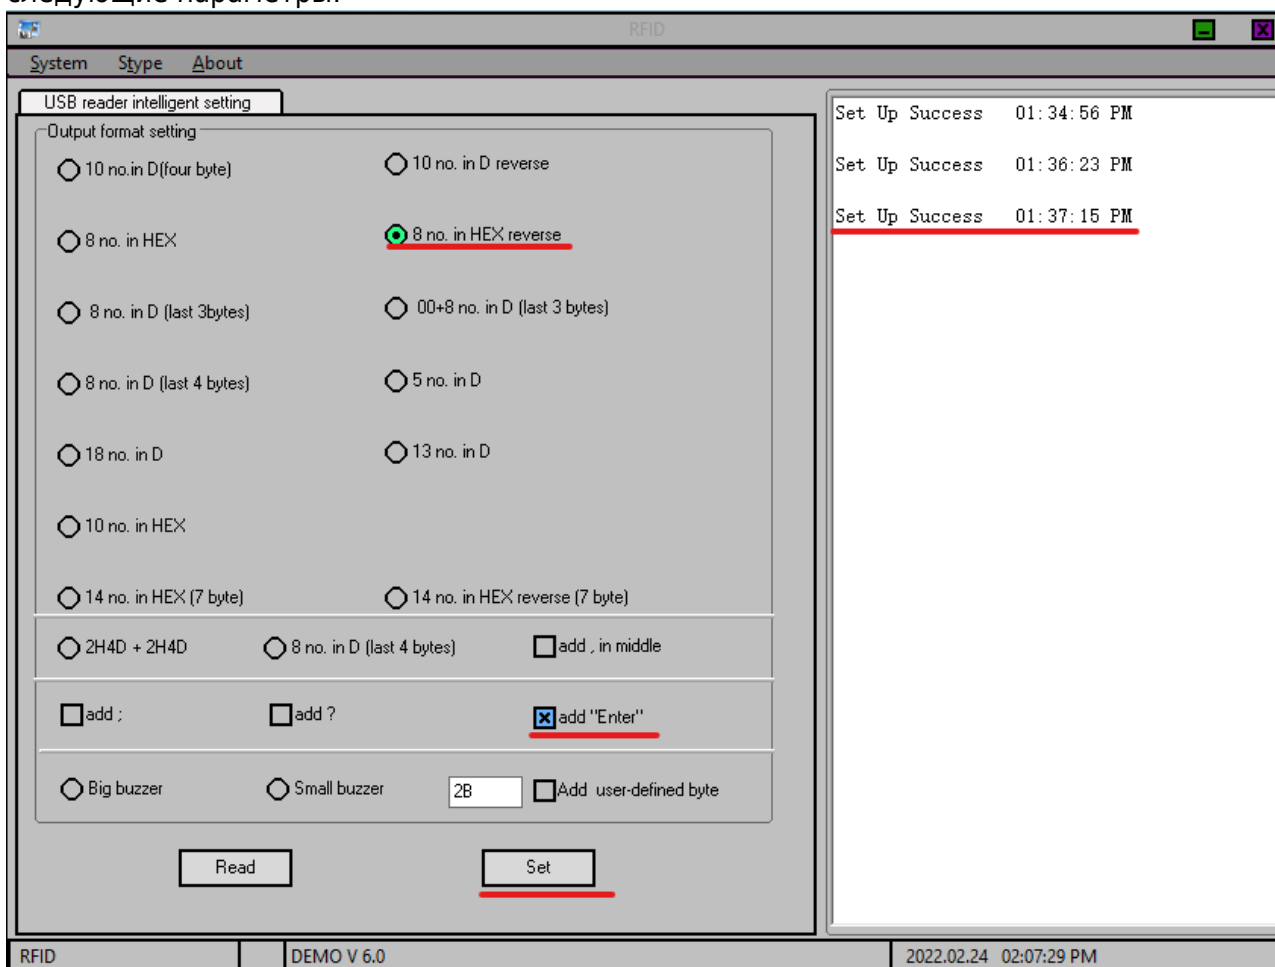 следующие параметры:
RFID
System Stype About
USB reader intelligent setting
Output format setting
10 no.in D(four byte) 10 no. in D reverse
8 no. in HEX 8 no. in HEX reverse
8 no. in D (last 3bytes) 00+8 no. in D (last 3 bytes)
8 no. in D (last 4 bytes) 5 no. in D
18 no. in D 13 no. in D
10 no. in HEX
14 no. in HEX (7 byte) 14 no. in HEX reverse (7 byte)
2H4D + 2H4D 8 no. in D (last 4 bytes) add , in middle
add ; add ? add "Enter"
Big buzzer Small buzzer 2B Add user-defined byte
Read Set
Set Up Success 01:34:56 PM
Set Up Success 01:36:23 PM
Set Up Success 01:37:15 PM
RFID DEMO V 6.0 2022.02.24 02:07:29 PM